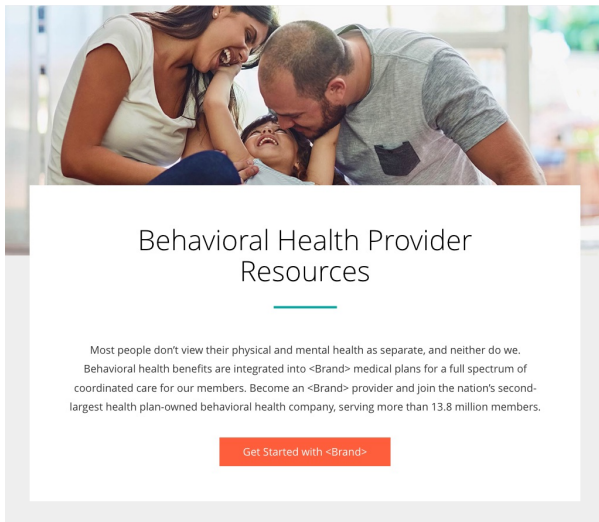 Behavioral Health Provider
Resources
Most people don't view their physical and mental health as separate, and neither do we.
Behavioral health benefits are integrated into <Brand> medical plans for a full spectrum of
coordinated care for our members. Become an <Brand> provider and join the nation's second-
largest health plan-owned behavioral health company, serving more than 13.8 million members.
Get Started with <Brand>